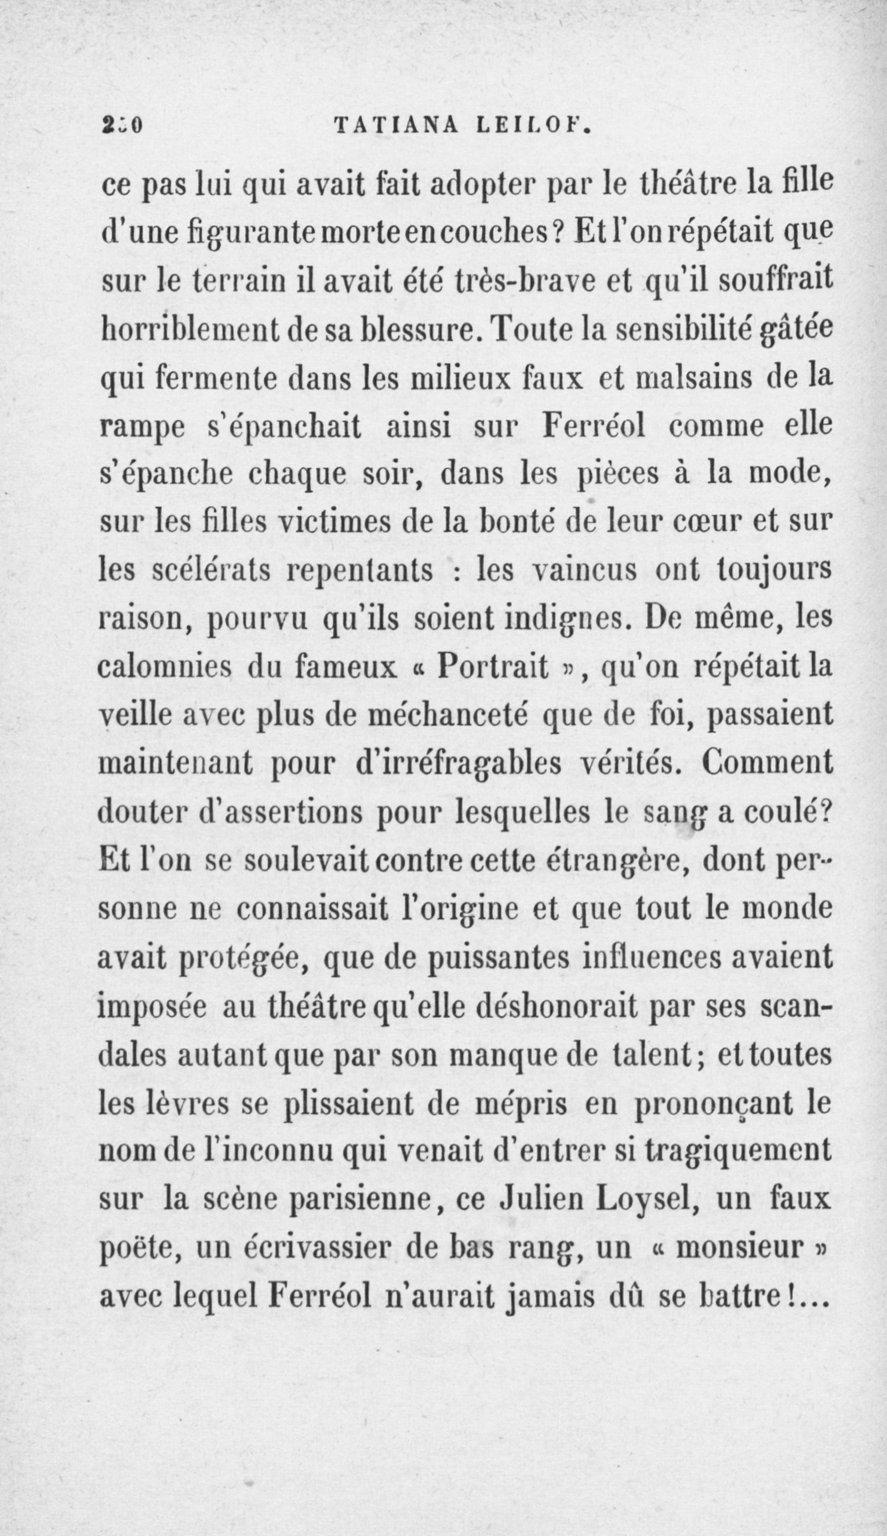 TATIANA LEILOF.
ce pas lui qui avait fait adopter par le théâtre la fille
d'une figurante morte en couches ? Et l'on répétait que
sur le terrain il avait été très-brave et qu'il souffrait
horriblement de sa blessure. Toute la sensibilité gâtée
qui fermente dans les milieux faux et malsains de la
rampe s'épanchait ainsi sur Ferréol comme elle
s'épanche chaque soir, dans les pièces à la mode,
sur les filles victimes de la bonté de leur cœur et sur
les scélérats repentants : les vaincus ont toujours
raison, pourvu qu'ils soient indignes. De même, les
calomnies du fameux « Portrait », qu'on répétait la
veille avec plus de méchanceté que de foi, passaient
maintenant pour d'irréfragables vérités. Comment
douter d'assertions pour lesquelles le sang a coulé?
Et l'on se soulevait contre cette étrangère, dont per-
sonne ne connaissait l'origine et que tout le monde
avait protégée, que de puissantes influences avaient
imposée au théâtre qu'elle déshonorait par ses scan-
dales autant que par son manque de talent; et toutes
les lèvres se plissaient de mépris en prononçant le
nom de l'inconnu qui venait d'entrer si tragiquement
sur la scène parisienne, ce Julien Loysel, un faux
poëte, un écrivassier de bas rang, un « monsieur »
avec lequel Ferréol n'aurait jamais dû se battre !...